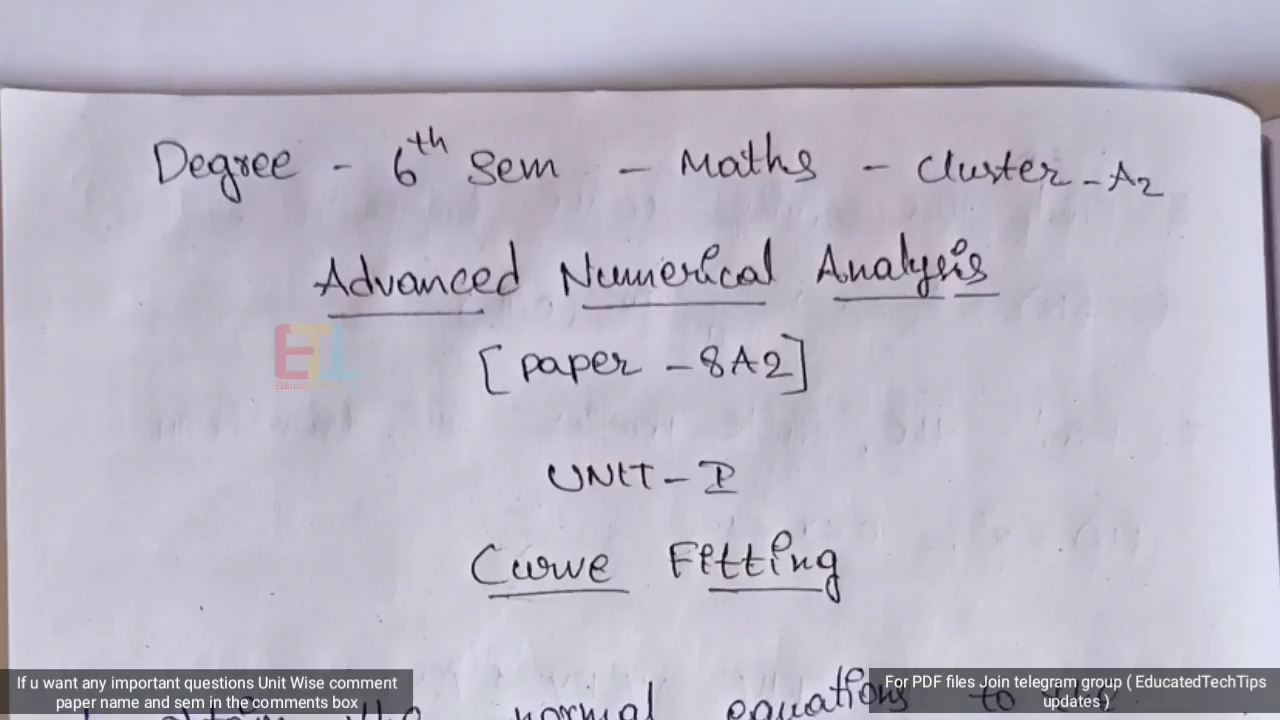 Degree - 6th Sem - Maths - Cluster - A2
Advanced Numerical Analysis
[paper - 8A2]
UNIT - I
Curve Fitting
normal equations to
If u want any important questions Unit Wise comment
paper name and sem in the comments box
For PDF files Join telegram group ( EducatedTechTips
updates )